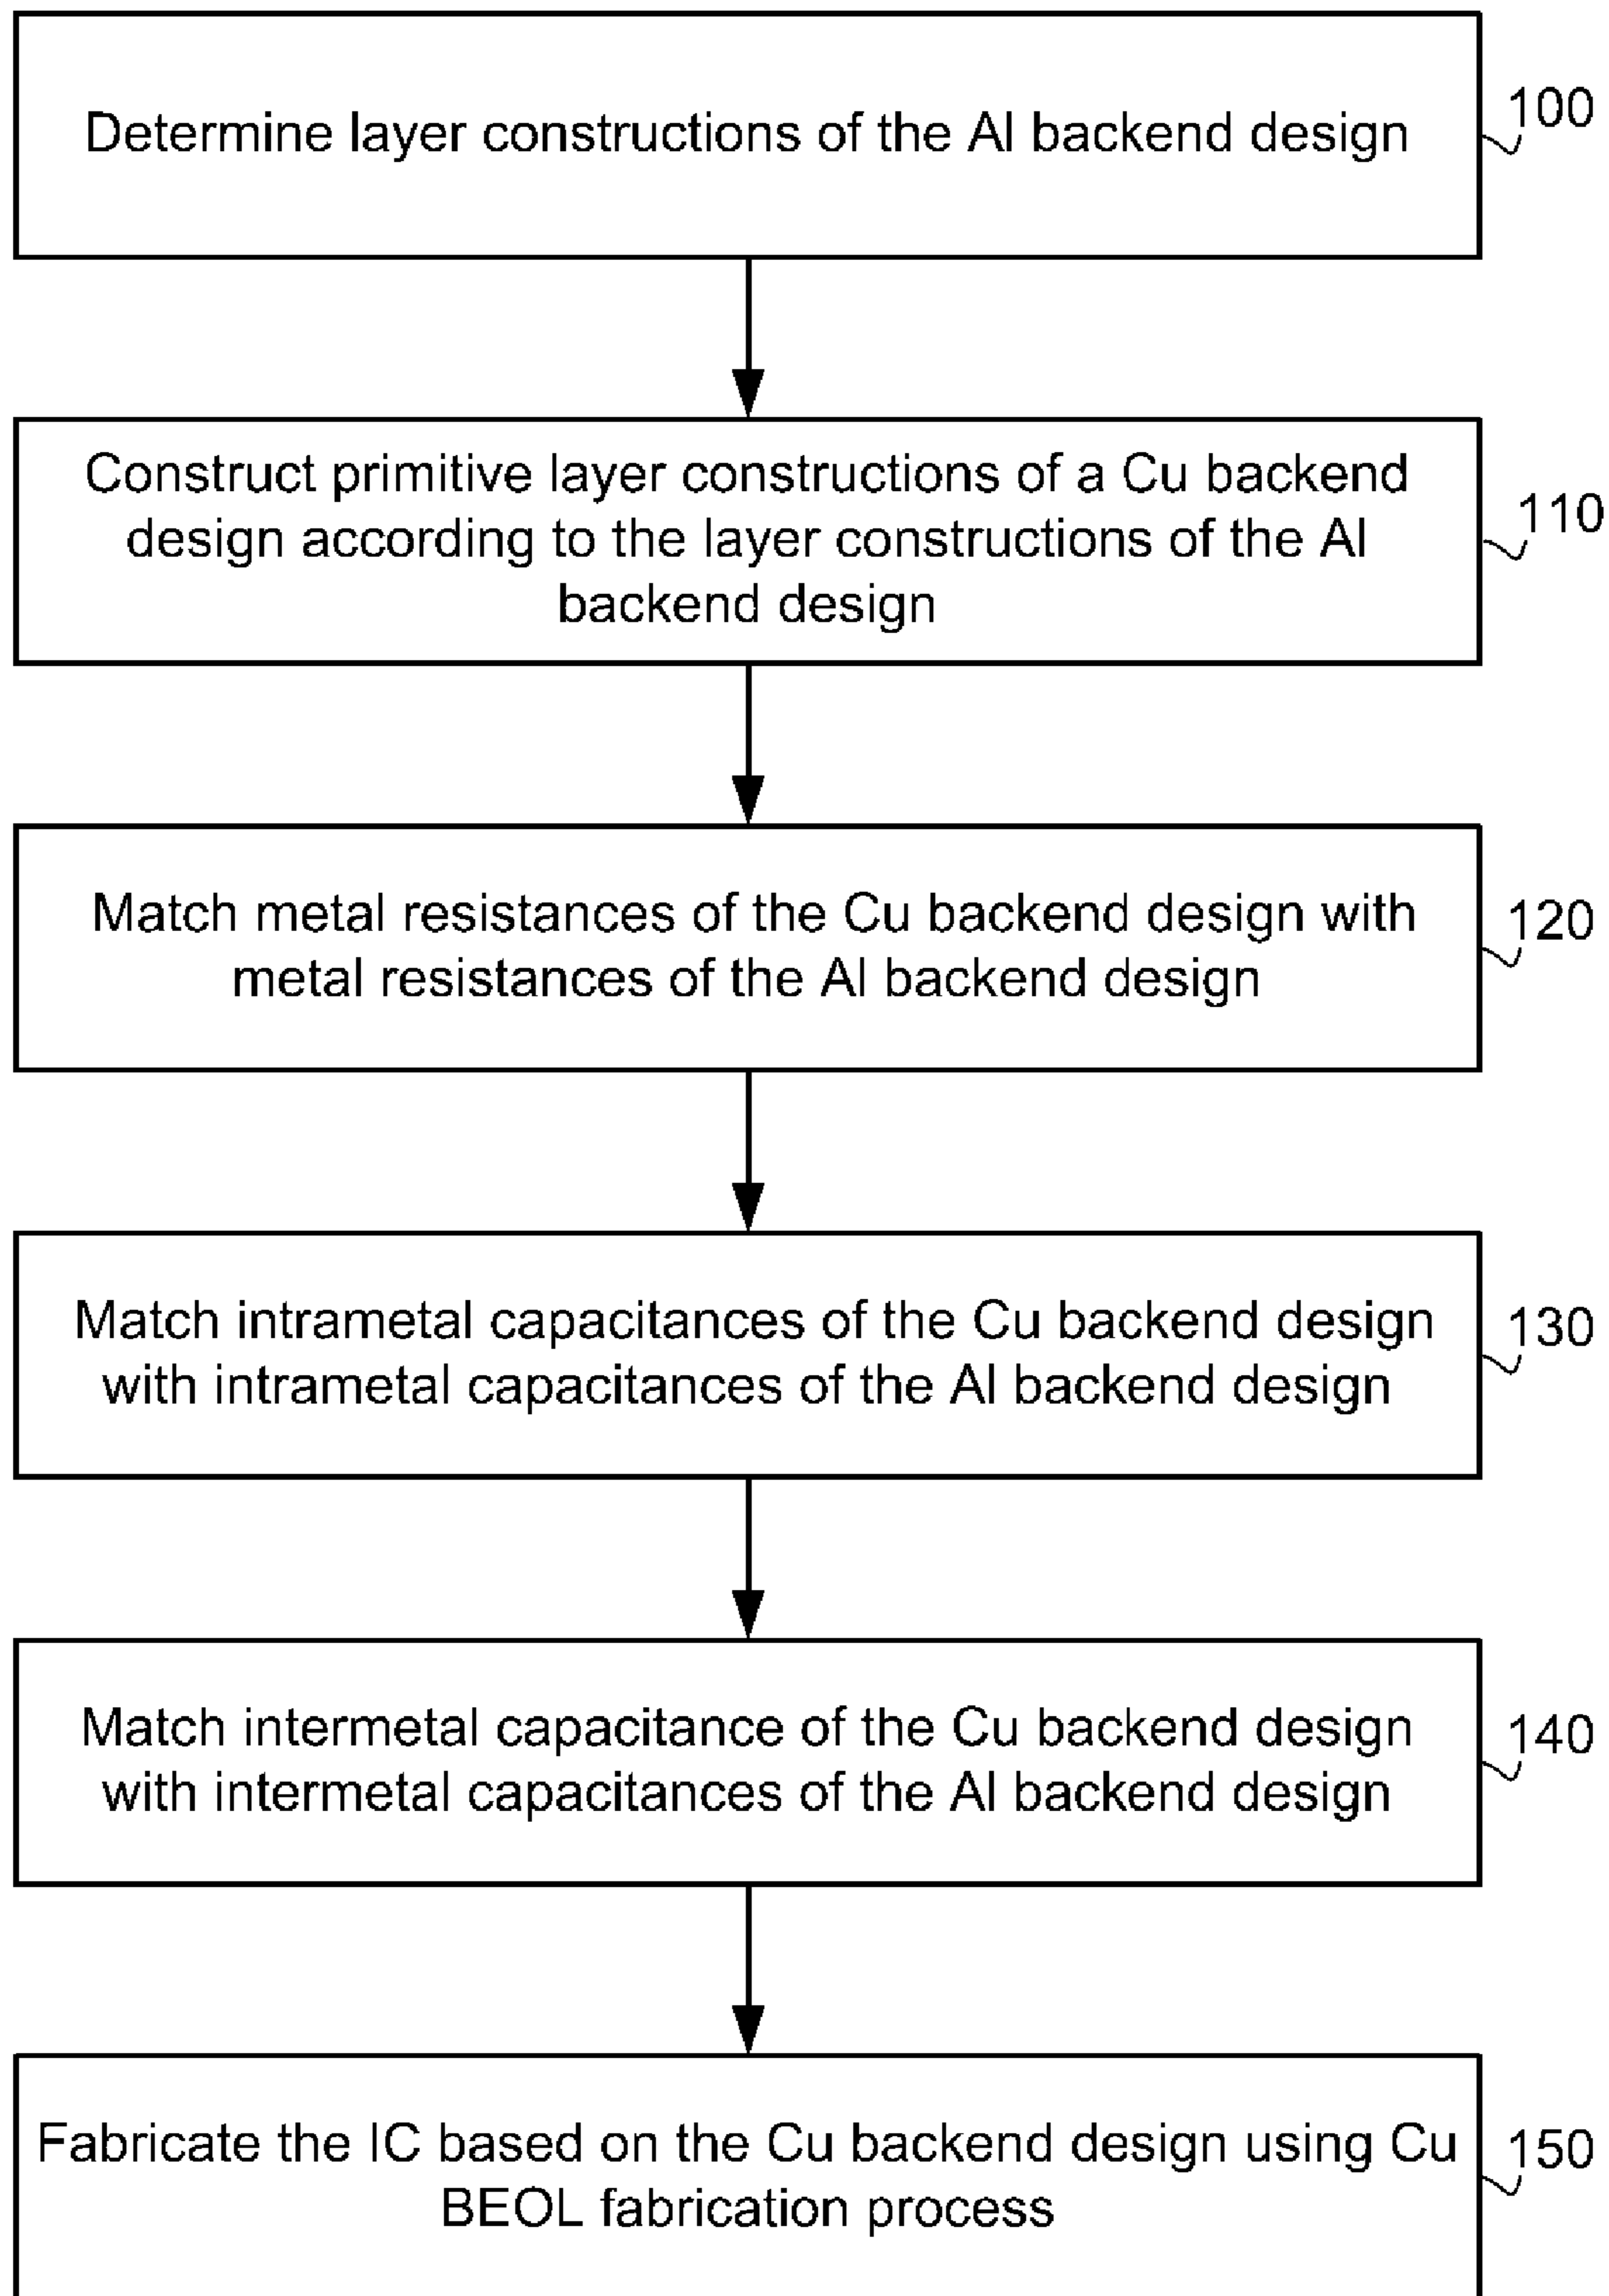 Determine layer constructions of the Al backend design
100
Construct primitive layer constructions of a Cu backend
design according to the layer constructions of the Al
backend design
110
Match metal resistances of the Cu backend design with
metal resistances of the Al backend design
120
Match intrametal capacitances of the Cu backend design
with intrametal capacitances of the Al backend design
130
Match intermetal capacitance of the Cu backend design
with intermetal capacitances of the Al backend design
140
Fabricate the IC based on the Cu backend design using Cu
BEOL fabrication process
150